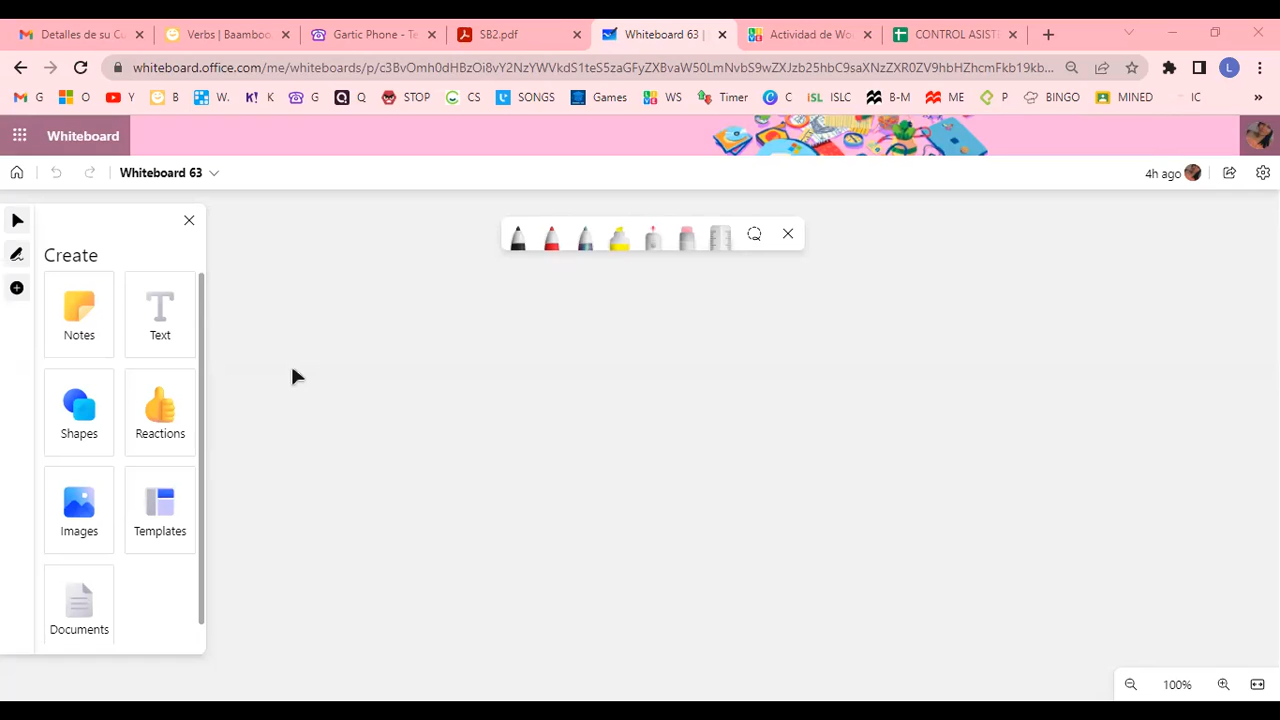 Detalles de su Cu
Verbs | Baamboo
Gartic Phone - Te
SB2.pdf
Whiteboard 63 |
Actividad de Wo
CONTROL ASIST
whiteboard.office.com/me/whiteboards/p/c3BvOmh0dHBzOi8vY2NzYWVkdS1teS5zaGFyZXBvaW50LmNvbS9wZXJzb25hbC9saXNzZXR0ZV9hbHZhcmFkb19kb...
L
G
O
YouTube icon Y
B
W.
K! K
G
Q
STOP
CS
SONGS
Games
WS
Timer
C
iSL ISLC
B-M
ME
P
BINGO
MINED
IC
»
Whiteboard
Whiteboard 63
4h ago
Create
Notes
Text
Shapes
Reactions
Images
Templates
Documents
100%